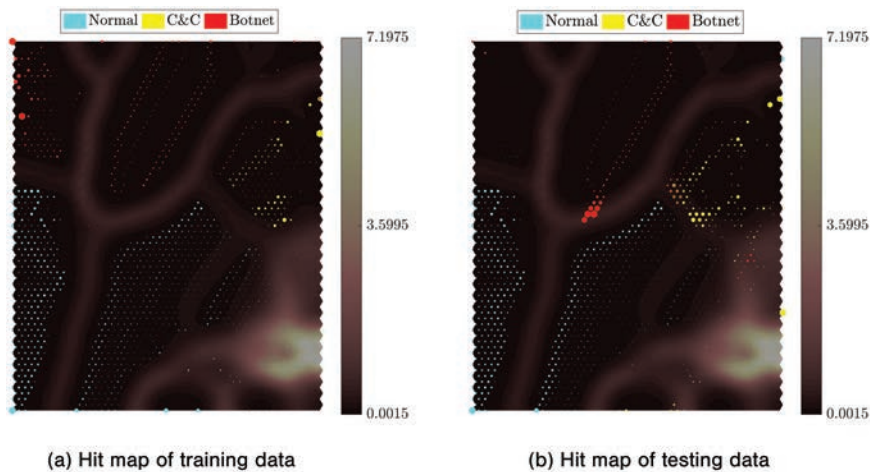 Normal C&C Botnet
7.1975
3.5995
0.0015
(a) Hit map of training data
Normal C&C Botnet
7.1975
3.5995
0.0015
(b) Hit map of testing data